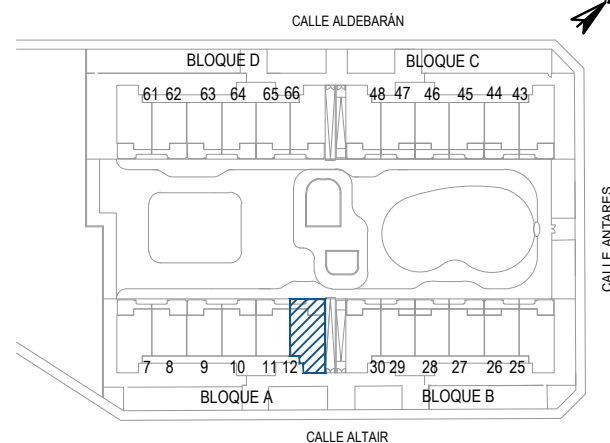 CALLE ALDEBARÁN
BLOQUE D BLOQUE C
61 62 63 64 65 66 48 47 46 45 44 43
CALLE ANTARES
7 8 9 10 11 12 30 29 28 27 26 25
BLOQUE A BLOQUE B
CALLE ALTAIR